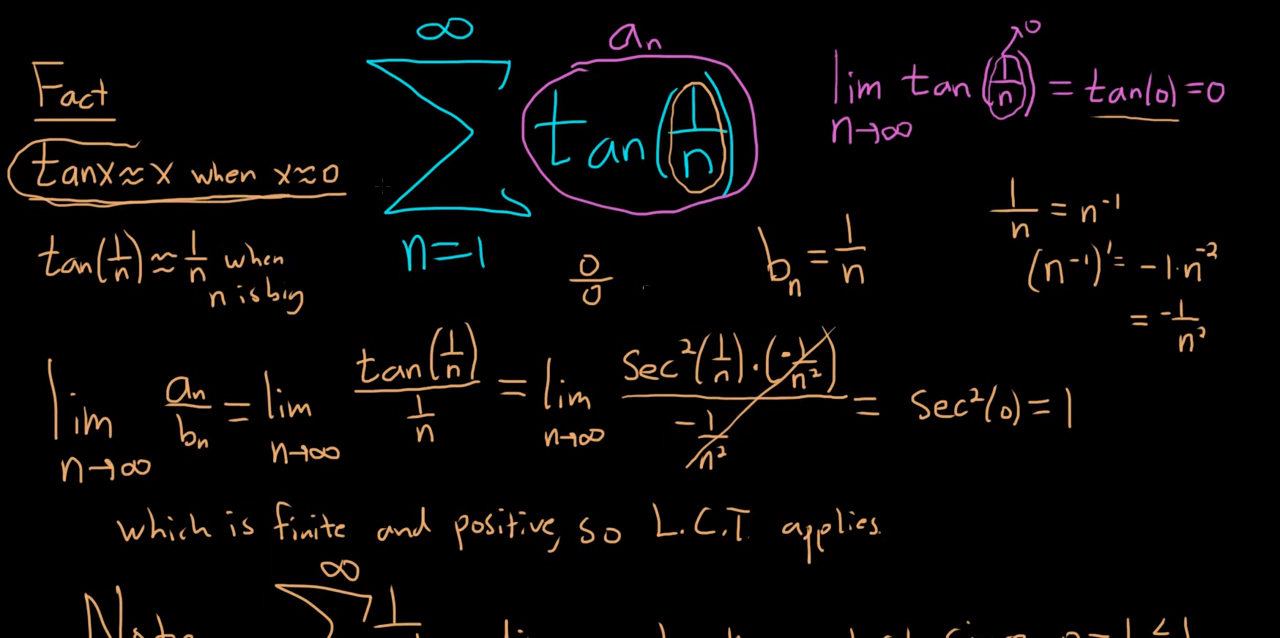 Fact
tanx≈x when x≈0
tan(1/n)≈1/n when
n is big
∞
∑ tan(1/n)
n=1
aₙ
lim tan(1/n) = tan(0) = 0
n→∞
0
0/0
bₙ = 1/n
1/n = n⁻¹
(n⁻¹)' = -1·n⁻²
= -1/n²
lim aₙ/bₙ = lim tan(1/n)/(1/n) = lim sec²(1/n)·(-1/n²)/(-1/n²) = sec²(0) = 1
n→∞ n→∞ n→∞
which is finite and positive, so L.C.T. applies.
∞
∑ 1